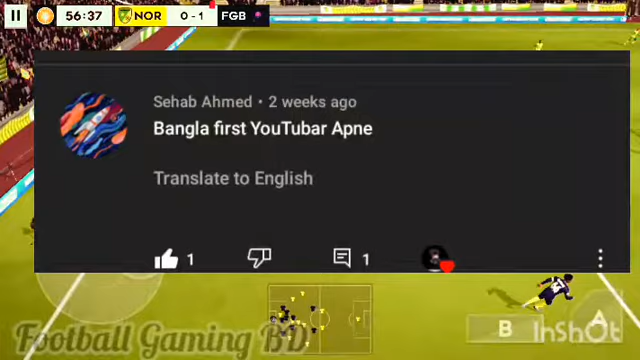 56:37 NOR 0 - 1 FGB
Sehab Ahmed • 2 weeks ago
Bangla first YouTubar Apne
Translate to English
1 1
B A
Football Gaming BD
InShOt